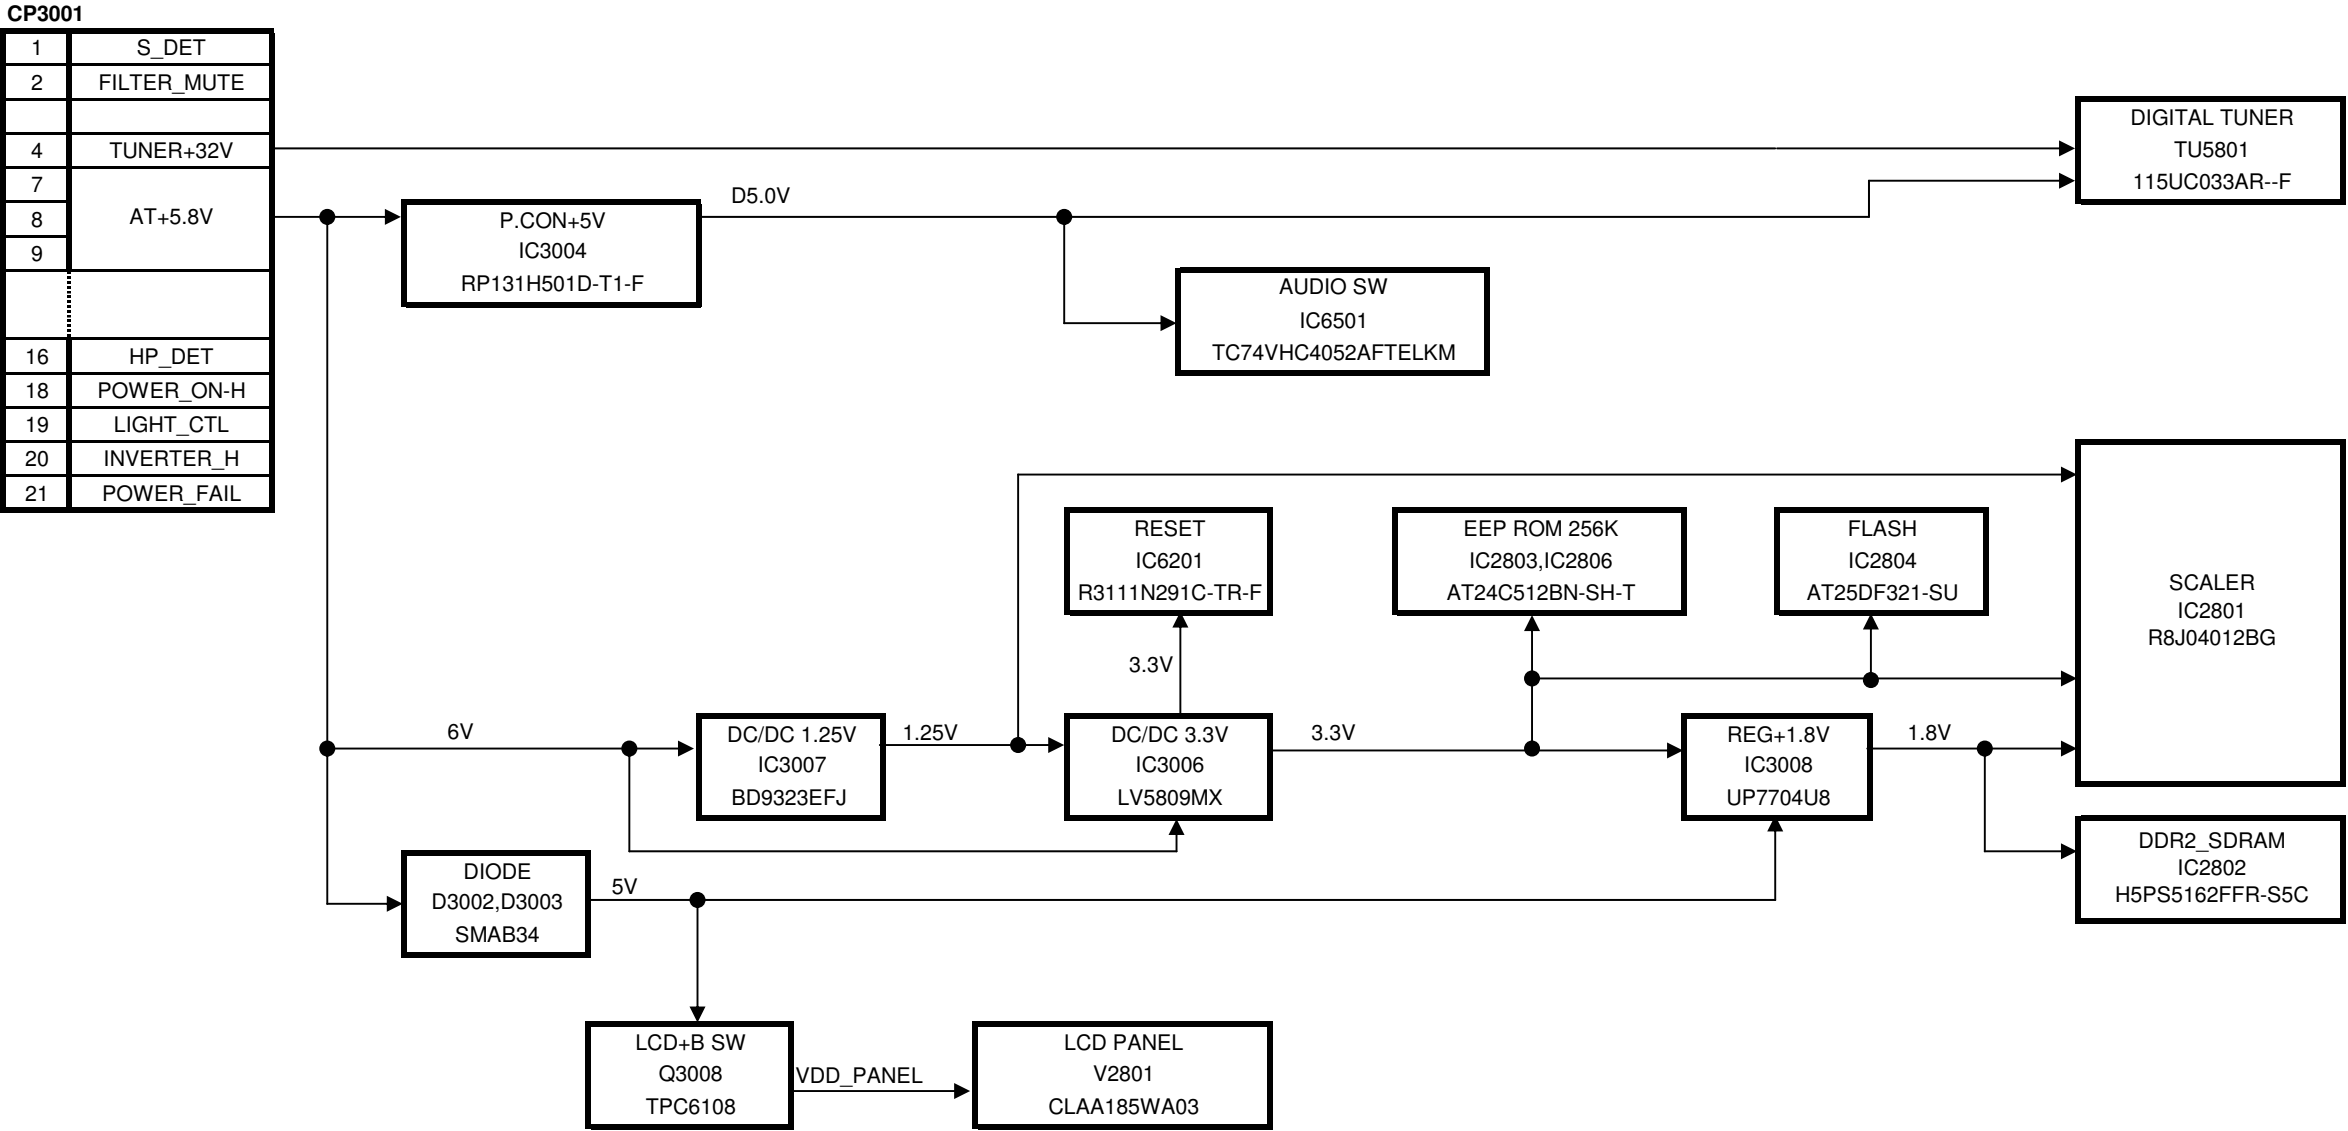 CP3001
1 S_DET
2 FILTER_MUTE
4 TUNER+32V
7
8 AT+5.8V
9
16 HP_DET
18 POWER_ON-H
19 LIGHT_CTL
20 INVERTER_H
21 POWER_FAIL
DIGITAL TUNER
TU5801
115UC033AR--F
D5.0V
P.CON+5V
IC3004
RP131H501D-T1-F
AUDIO SW
IC6501
TC74VHC4052AFTELKM
RESET
IC6201
R3111N291C-TR-F
EEP ROM 256K
IC2803,IC2806
AT24C512BN-SH-T
FLASH
IC2804
AT25DF321-SU
SCALER
IC2801
R8J04012BG
3.3V
6V
DC/DC 1.25V
IC3007
BD9323EFJ
1.25V
DC/DC 3.3V
IC3006
LV5809MX
3.3V
REG+1.8V
IC3008
UP7704U8
1.8V
DDR2_SDRAM
IC2802
H5PS5162FFR-S5C
DIODE
D3002,D3003
SMAB34
5V
LCD+B SW
Q3008
TPC6108
VDD_PANEL
LCD PANEL
V2801
CLAA185WA03